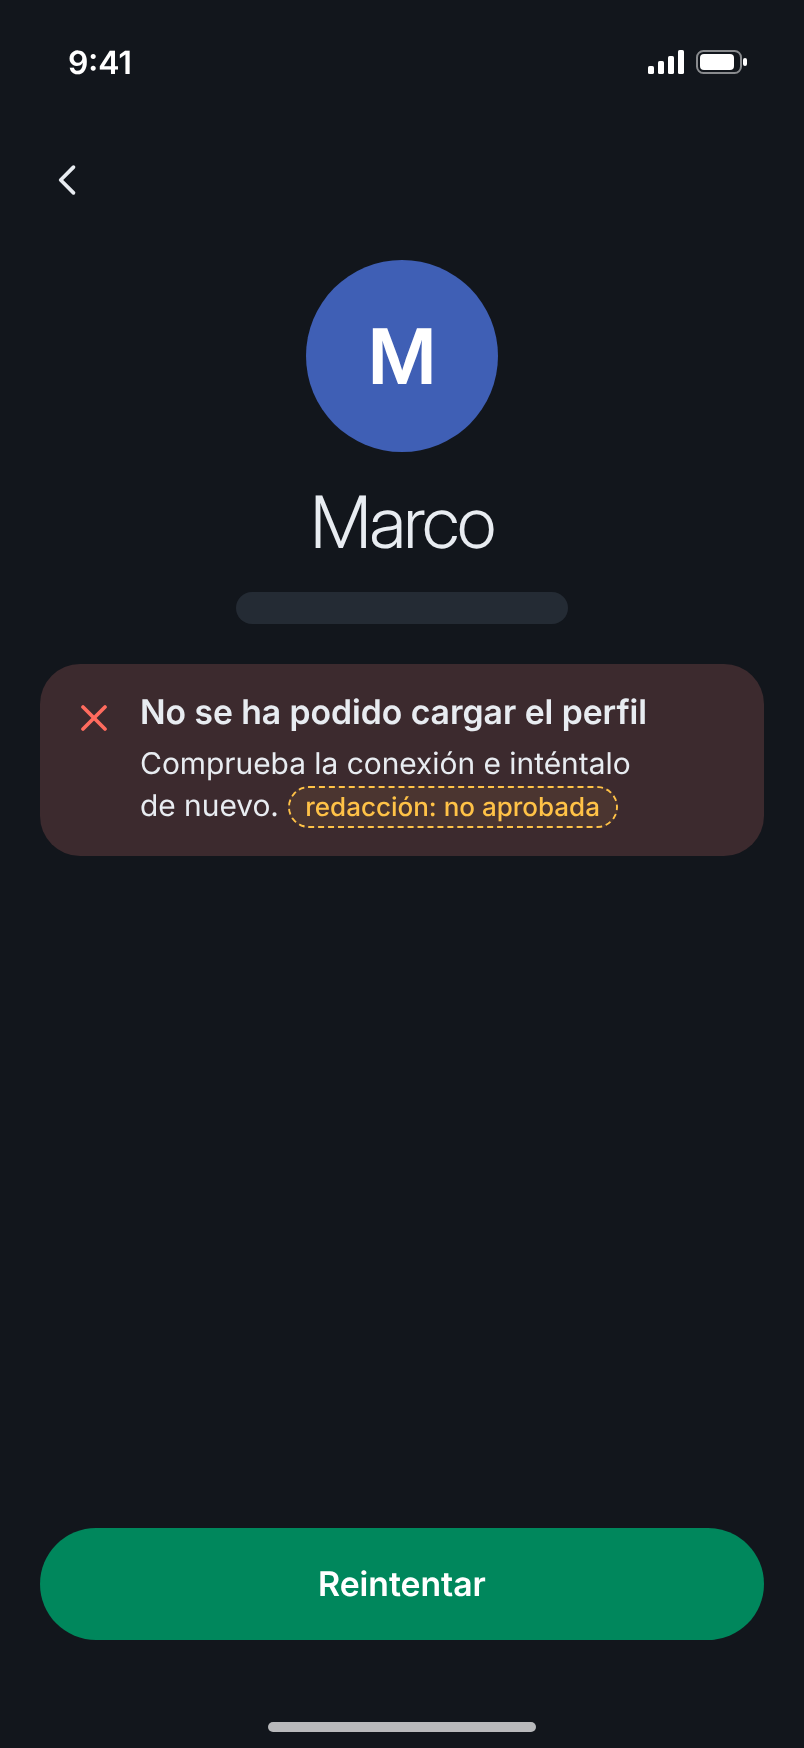 9:41
M
Marco
No se ha podido cargar el perfil
Comprueba la conexión e inténtalo
de nuevo. redacción: no aprobada
Reintentar